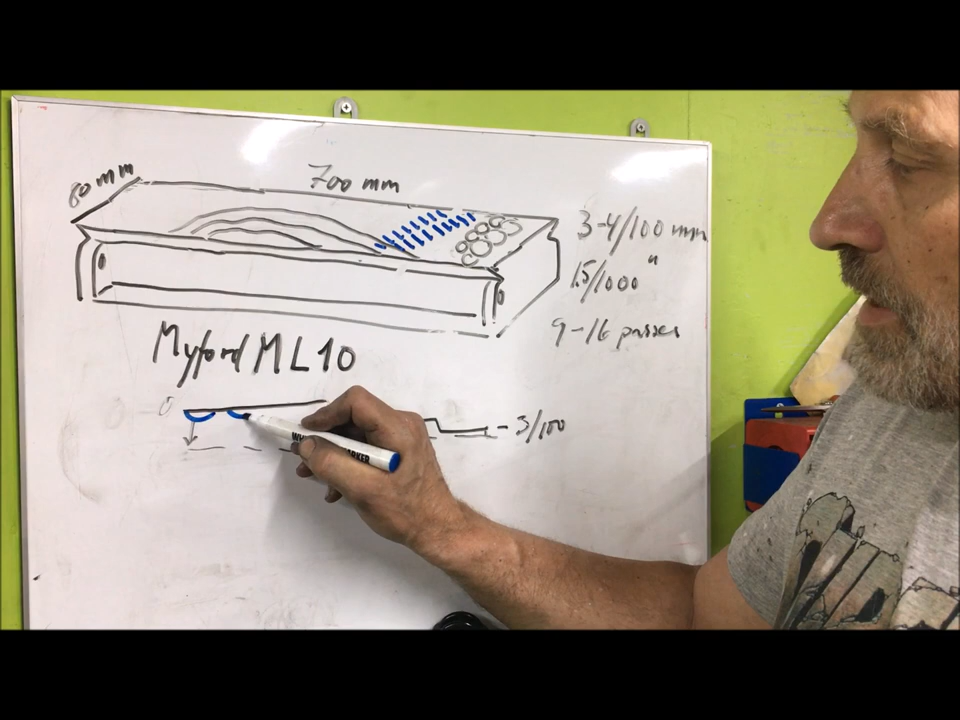 80 mm
700 mm
3-4/100 mm
1.5/1000"
9-16 passes
Myford ML10
0
- 3/100